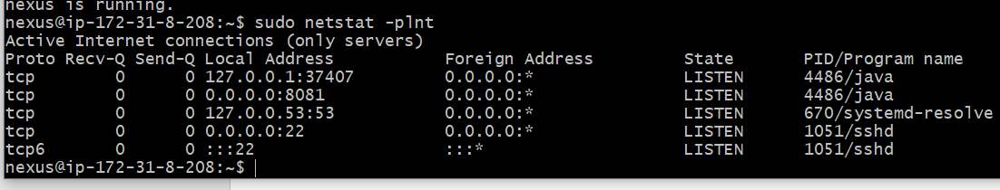 nexus is running.
nexus@ip-172-31-8-208:~$ sudo netstat -plnt
Active Internet connections (only servers)
Proto Recv-Q Send-Q Local Address           Foreign Address         State       PID/Program name
tcp        0      0 127.0.0.1:37407         0.0.0.0:*               LISTEN      4486/java
tcp        0      0 0.0.0.0:8081            0.0.0.0:*               LISTEN      4486/java
tcp        0      0 127.0.0.53:53           0.0.0.0:*               LISTEN      670/systemd-resolve
tcp        0      0 0.0.0.0:22              0.0.0.0:*               LISTEN      1051/sshd
tcp6       0      0 :::22                   :::*                    LISTEN      1051/sshd
nexus@ip-172-31-8-208:~$